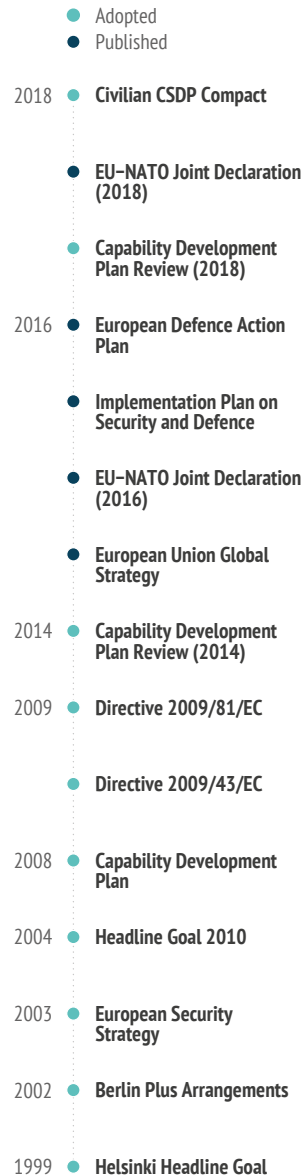 Adopted
Published
2018 Civilian CSDP Compact
EU–NATO Joint Declaration
(2018)
Capability Development
Plan Review (2018)
2016 European Defence Action
Plan
Implementation Plan on
Security and Defence
EU–NATO Joint Declaration
(2016)
European Union Global
Strategy
2014 Capability Development
Plan Review (2014)
2009 Directive 2009/81/EC
Directive 2009/43/EC
2008 Capability Development
Plan
2004 Headline Goal 2010
2003 European Security
Strategy
2002 Berlin Plus Arrangements
1999 Helsinki Headline Goal